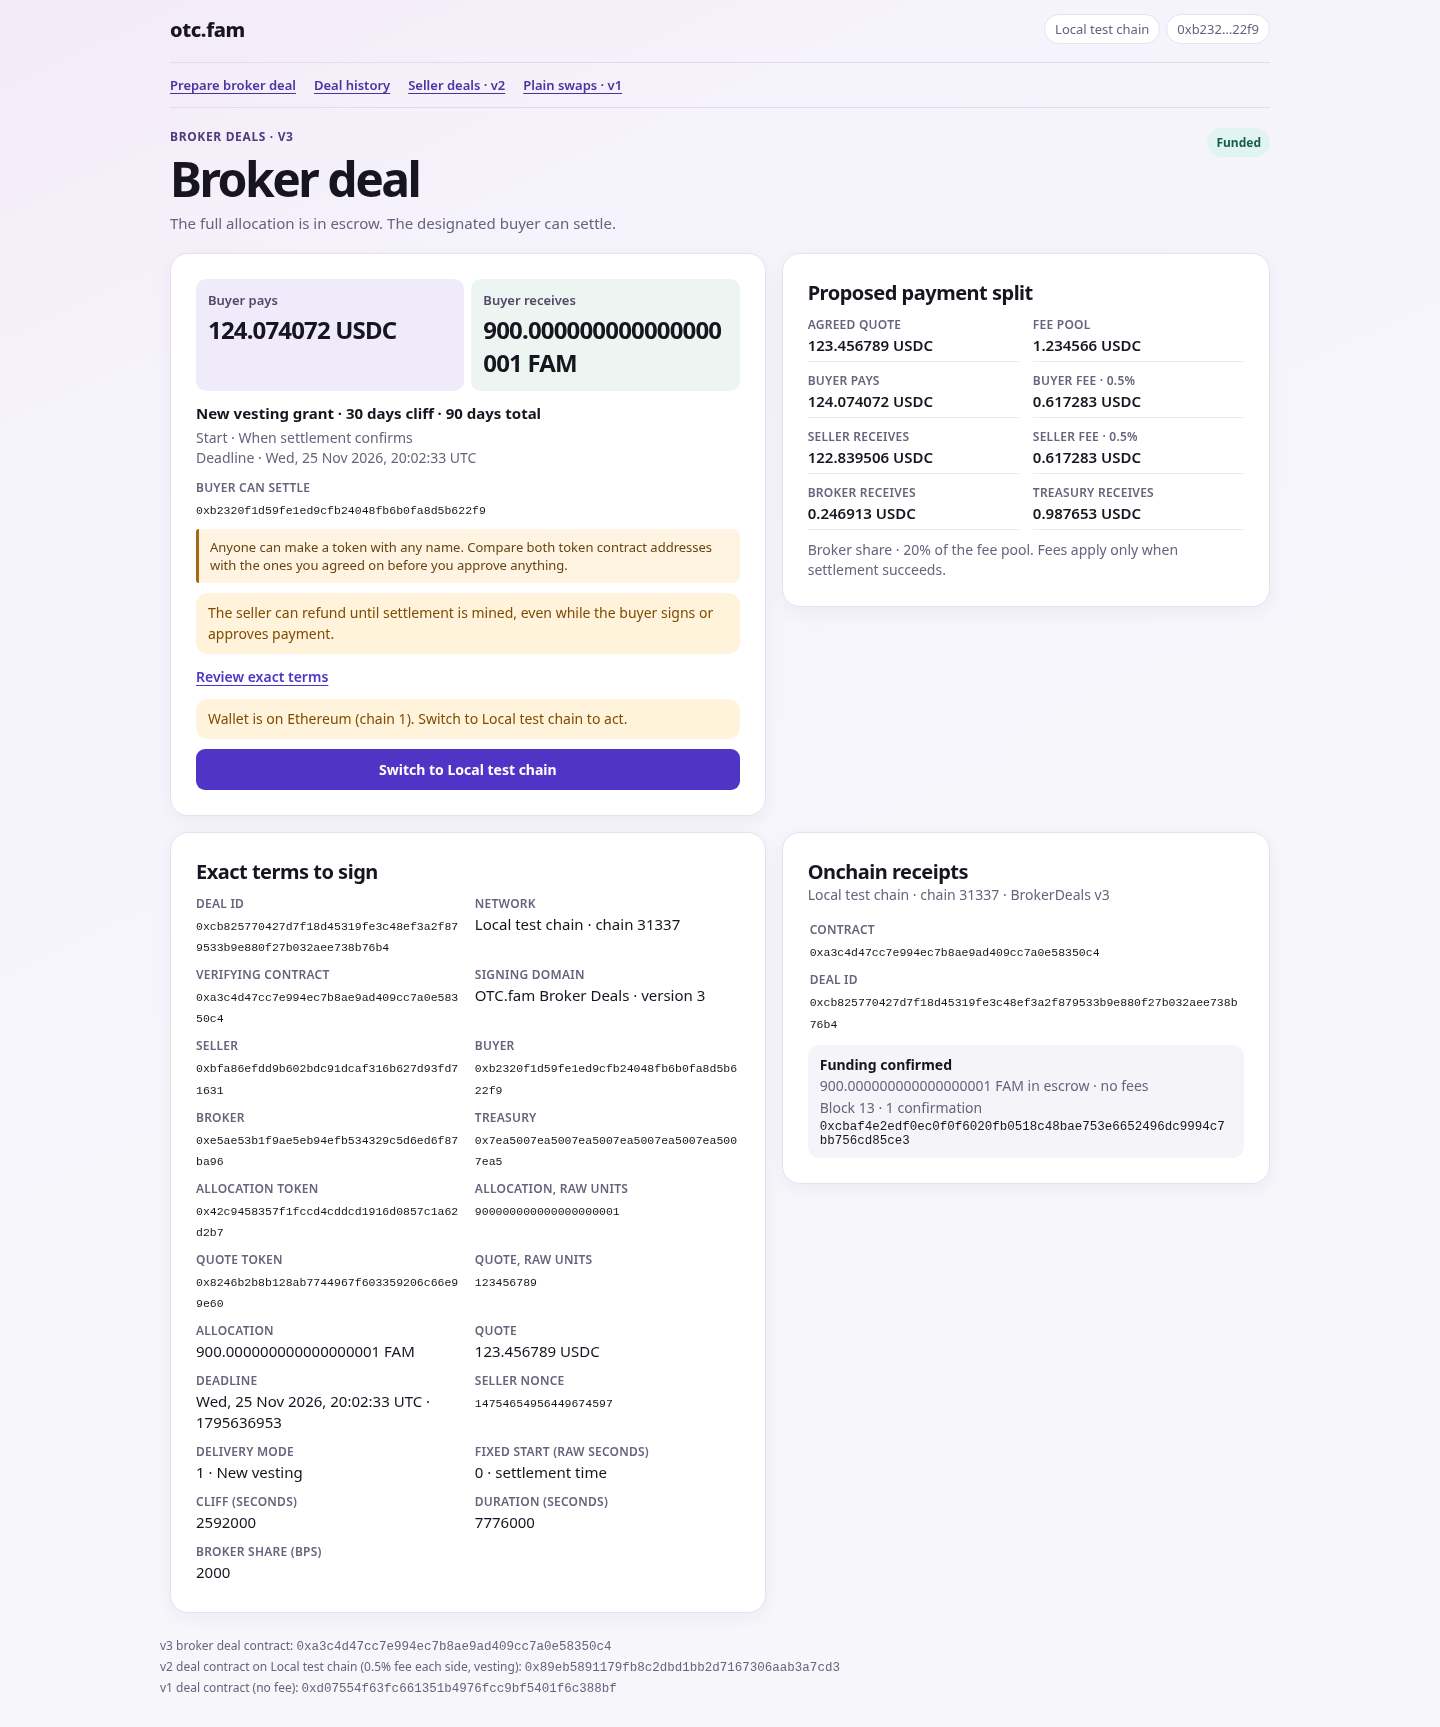 otc.fam
Local test chain
0xb232…22f9
Prepare broker deal
Deal history
Seller deals · v2
Plain swaps · v1
BROKER DEALS · V3
Funded
Broker deal
The full allocation is in escrow. The designated buyer can settle.
Buyer pays
124.074072 USDC
Buyer receives
900.000000000000000
001 FAM
New vesting grant · 30 days cliff · 90 days total
Start · When settlement confirms
Deadline · Wed, 25 Nov 2026, 20:02:33 UTC
BUYER CAN SETTLE
0xb2320f1d59fe1ed9cfb24048fb6b0fa8d5b622f9
Anyone can make a token with any name. Compare both token contract addresses
with the ones you agreed on before you approve anything.
The seller can refund until settlement is mined, even while the buyer signs or
approves payment.
Review exact terms
Wallet is on Ethereum (chain 1). Switch to Local test chain to act.
Switch to Local test chain
Proposed payment split
AGREED QUOTE
123.456789 USDC
FEE POOL
1.234566 USDC
BUYER PAYS
124.074072 USDC
BUYER FEE · 0.5%
0.617283 USDC
SELLER RECEIVES
122.839506 USDC
SELLER FEE · 0.5%
0.617283 USDC
BROKER RECEIVES
0.246913 USDC
TREASURY RECEIVES
0.987653 USDC
Broker share · 20% of the fee pool. Fees apply only when
settlement succeeds.
Exact terms to sign
DEAL ID
0xcb825770427d7f18d45319fe3c48ef3a2f87
9533b9e880f27b032aee738b76b4
NETWORK
Local test chain · chain 31337
VERIFYING CONTRACT
0xa3c4d47cc7e994ec7b8ae9ad409cc7a0e583
50c4
SIGNING DOMAIN
OTC.fam Broker Deals · version 3
SELLER
0xbfa86efdd9b602bdc91dcaf316b627d93fd7
1631
BUYER
0xb2320f1d59fe1ed9cfb24048fb6b0fa8d5b6
22f9
BROKER
0xe5ae53b1f9ae5eb94efb534329c5d6ed6f87
ba96
TREASURY
0x7ea5007ea5007ea5007ea5007ea5007ea500
7ea5
ALLOCATION TOKEN
0x42c9458357f1fccd4cddcd1916d0857c1a62
d2b7
ALLOCATION, RAW UNITS
900000000000000000001
QUOTE TOKEN
0x8246b2b8b128ab7744967f603359206c66e9
9e60
QUOTE, RAW UNITS
123456789
ALLOCATION
900.000000000000000001 FAM
QUOTE
123.456789 USDC
DEADLINE
Wed, 25 Nov 2026, 20:02:33 UTC ·
1795636953
SELLER NONCE
14754654956449674597
DELIVERY MODE
1 · New vesting
FIXED START (RAW SECONDS)
0 · settlement time
CLIFF (SECONDS)
2592000
DURATION (SECONDS)
7776000
BROKER SHARE (BPS)
2000
Onchain receipts
Local test chain · chain 31337 · BrokerDeals v3
CONTRACT
0xa3c4d47cc7e994ec7b8ae9ad409cc7a0e58350c4
DEAL ID
0xcb825770427d7f18d45319fe3c48ef3a2f879533b9e880f27b032aee738b
76b4
Funding confirmed
900.000000000000000001 FAM in escrow · no fees
Block 13 · 1 confirmation
0xcbaf4e2edf0ec0f0f6020fb0518c48bae753e6652496dc9994c7
bb756cd85ce3
v3 broker deal contract: 0xa3c4d47cc7e994ec7b8ae9ad409cc7a0e58350c4
v2 deal contract on Local test chain (0.5% fee each side, vesting): 0x89eb5891179fb8c2dbd1bb2d7167306aab3a7cd3
v1 deal contract (no fee): 0xd07554f63fc661351b4976fcc9bf5401f6c388bf